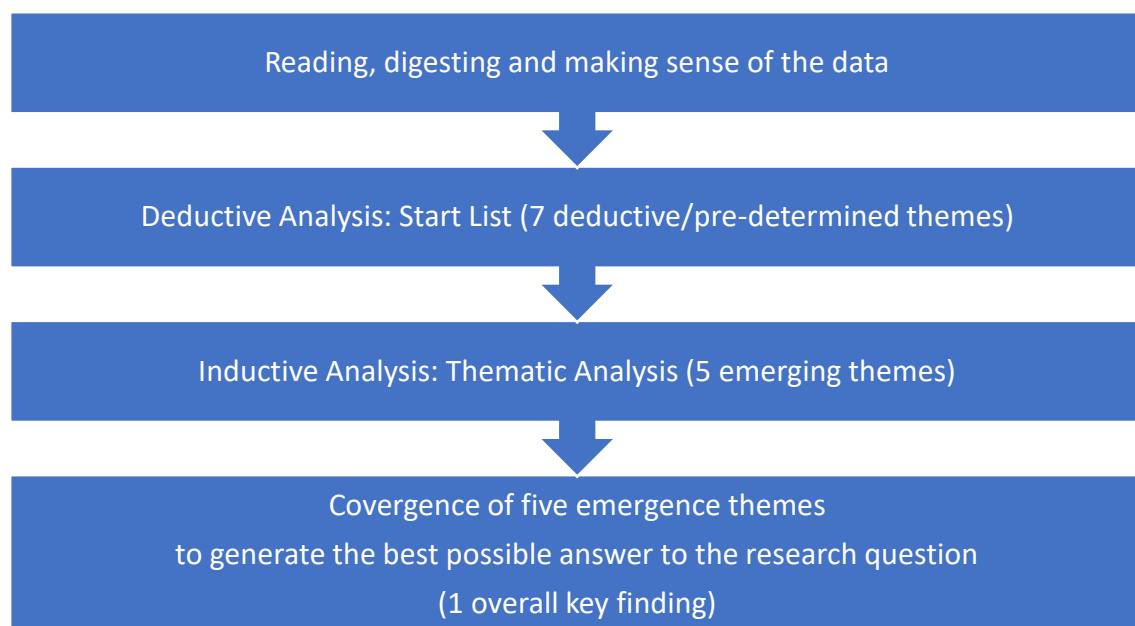 Reading, digesting and making sense of the data
Deductive Analysis: Start List (7 deductive/pre-determined themes)
Inductive Analysis: Thematic Analysis (5 emerging themes)
Covergence of five emergence themes
to generate the best possible answer to the research question
(1 overall key finding)